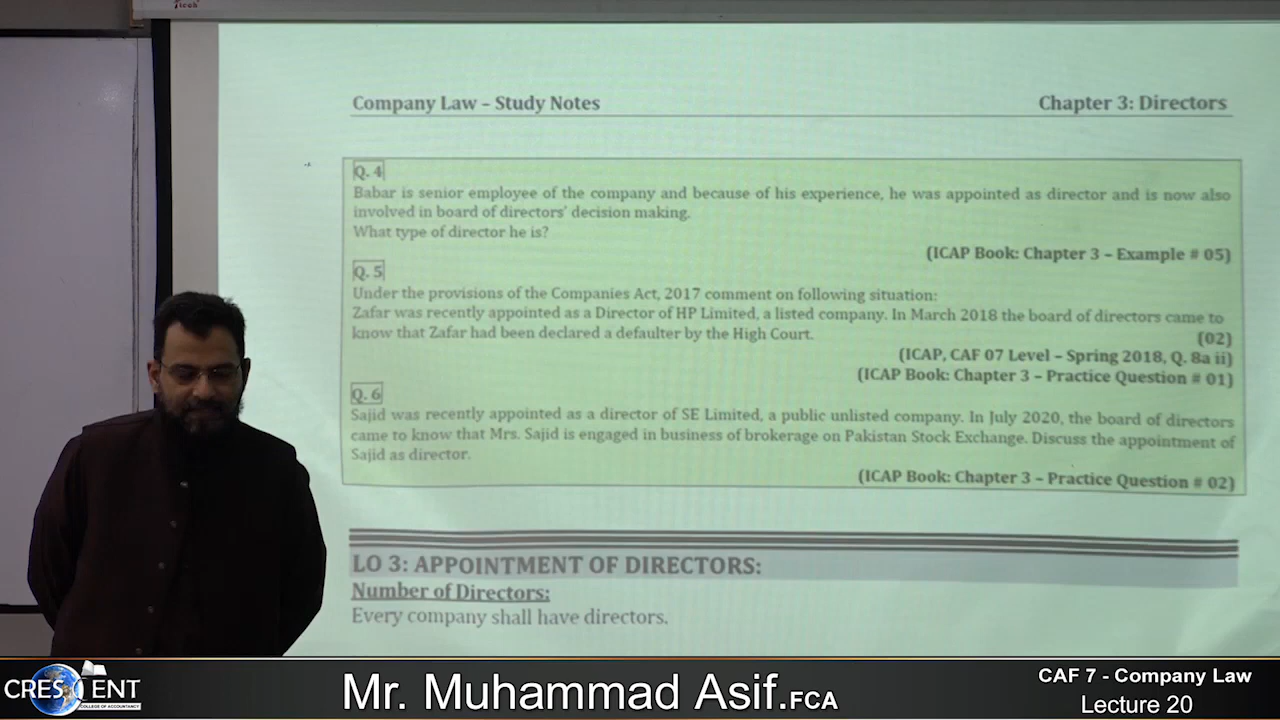 Ticoh
Company Law – Study Notes
Chapter 3: Directors
Q. 4
Babar is senior employee of the company and because of his experience, he was appointed as director and is now also
involved in board of directors' decision making.
What type of director he is?
(ICAP Book: Chapter 3 – Example # 05)
Q. 5
Under the provisions of the Companies Act, 2017 comment on following situation:
Zafar was recently appointed as a Director of HP Limited, a listed company. In March 2018 the board of directors came to
know that Zafar had been declared a defaulter by the High Court.
(02)
(ICAP, CAF 07 Level – Spring 2018, Q. 8a ii)
(ICAP Book: Chapter 3 – Practice Question # 01)
Q. 6
Sajid was recently appointed as a director of SE Limited, a public unlisted company. In July 2020, the board of directors
came to know that Mrs. Sajid is engaged in business of brokerage on Pakistan Stock Exchange. Discuss the appointment of
Sajid as director.
(ICAP Book: Chapter 3 – Practice Question # 02)
LO 3: APPOINTMENT OF DIRECTORS:
Number of Directors:
Every company shall have directors.
CRESCENT
COLLEGE OF ACCOUNTANCY
Mr. Muhammad Asif.FCA
CAF 7 - Company Law
Lecture 20